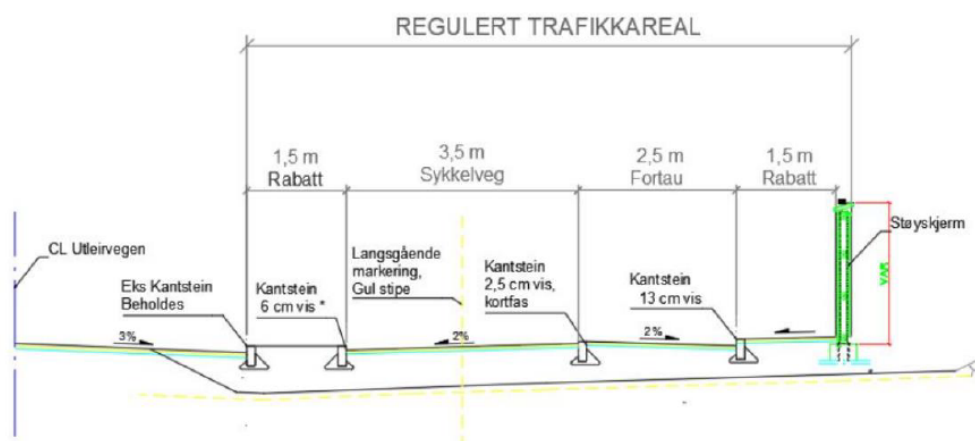 REGULERT TRAFIKKAREAL
1,5 m
Rabatt
3,5 m
Sykkelveg
2,5 m
Fortau
1,5 m
Rabatt
CL Utleirvegen
Eks Kantstein
Beholdes
Kantstein
6 cm vis *
Langsgående
markering,
Gul stipe
Kantstein
2,5 cm vis,
kortfas
Kantstein
13 cm vis
Støyskjerm
VAR
3%
2%
2%